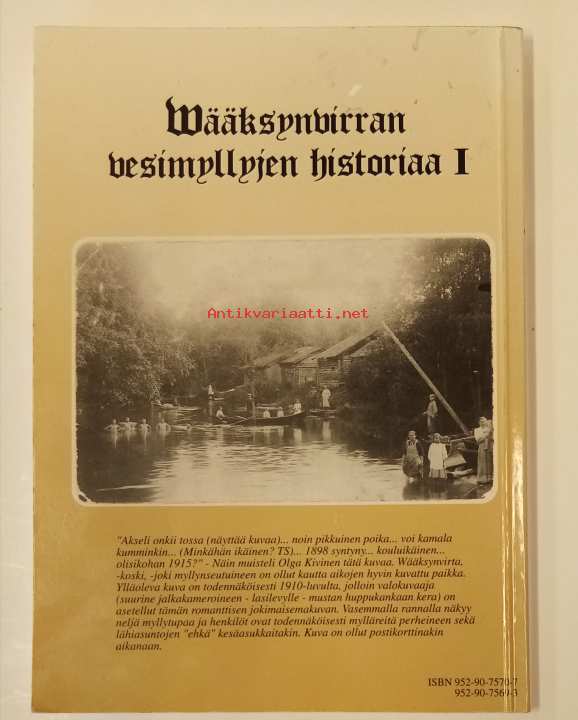 Wääksynvirran
vesimyllyjen historiaa I
Antikvariaatti.net
"Akseli onkii tossa (näyttää kuvaa)... noin pikkuinen poika... voi kamala
kumminkin... (Minkähän ikäinen? TS)... 1898 syntyny... kouluikäinen...
olisikohan 1915?" - Näin muisteli Olga Kivinen tätä kuvaa. Wääksynvirta,
-koski, -joki myllynseutuineen on ollut kautta aikojen hyvin kuvattu paikka.
Ylläoleva kuva on todennäköisesti 1910-luvulta, jolloin valokuvaaja
(suurine jalkakameroineen - lasilevylle - mustan huppukankaan kera) on
asetellut tämän romanttisen jokimaisemakuvan. Vasemmalla rannalla näkyy
neljä myllytupaa ja henkilöt ovat todennäköisesti mylläreitä perheineen sekä
lähiasuntojen "ehkä" kesäasukkaitakin. Kuva on ollut postikorttinakin
aikanaan.
ISBN 952-90-7570-7
952-90-7569-3